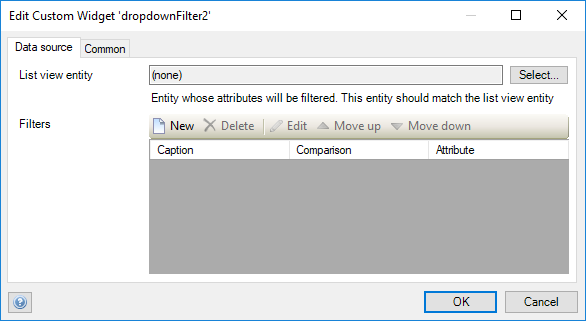 Edit Custom Widget 'dropdownFilter2'
Data source Common
List view entity (none) Select...
Entity whose attributes will be filtered. This entity should match the list view entity
Filters New Delete Edit Move up Move down
Caption Comparison Attribute
? OK Cancel